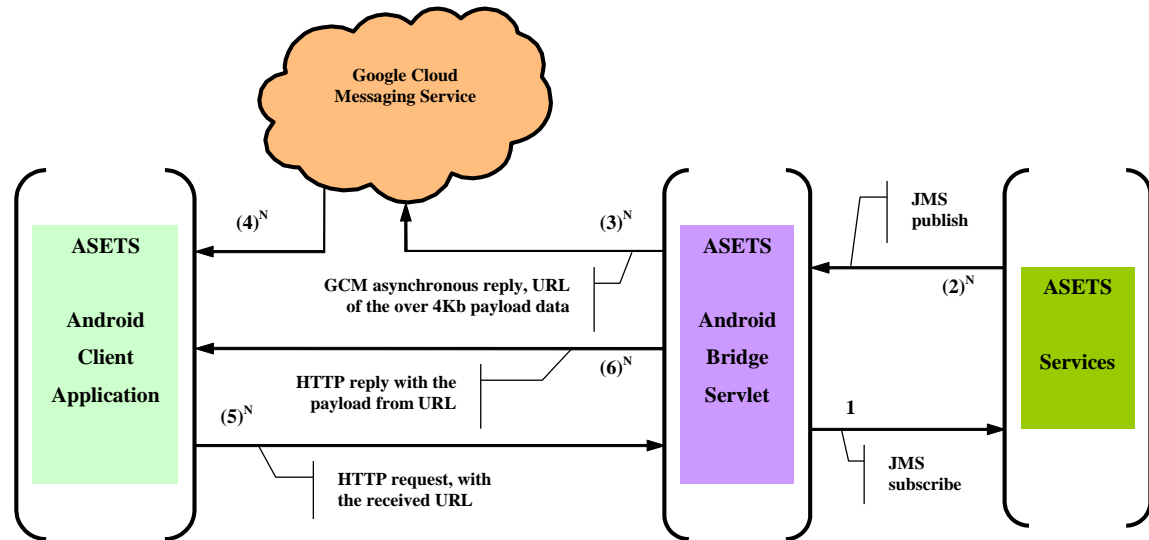 Google Cloud
Messaging Service
(4)^N
(3)^N
JMS
publish
ASETS
Android
Client
Application
GCM asynchronous reply, URL
of the over 4Kb payload data
ASETS
Android
Bridge
Servlet
(2)^N
ASETS
Services
(6)^N
HTTP reply with the
payload from URL
(5)^N
1
HTTP request, with
the received URL
JMS
subscribe